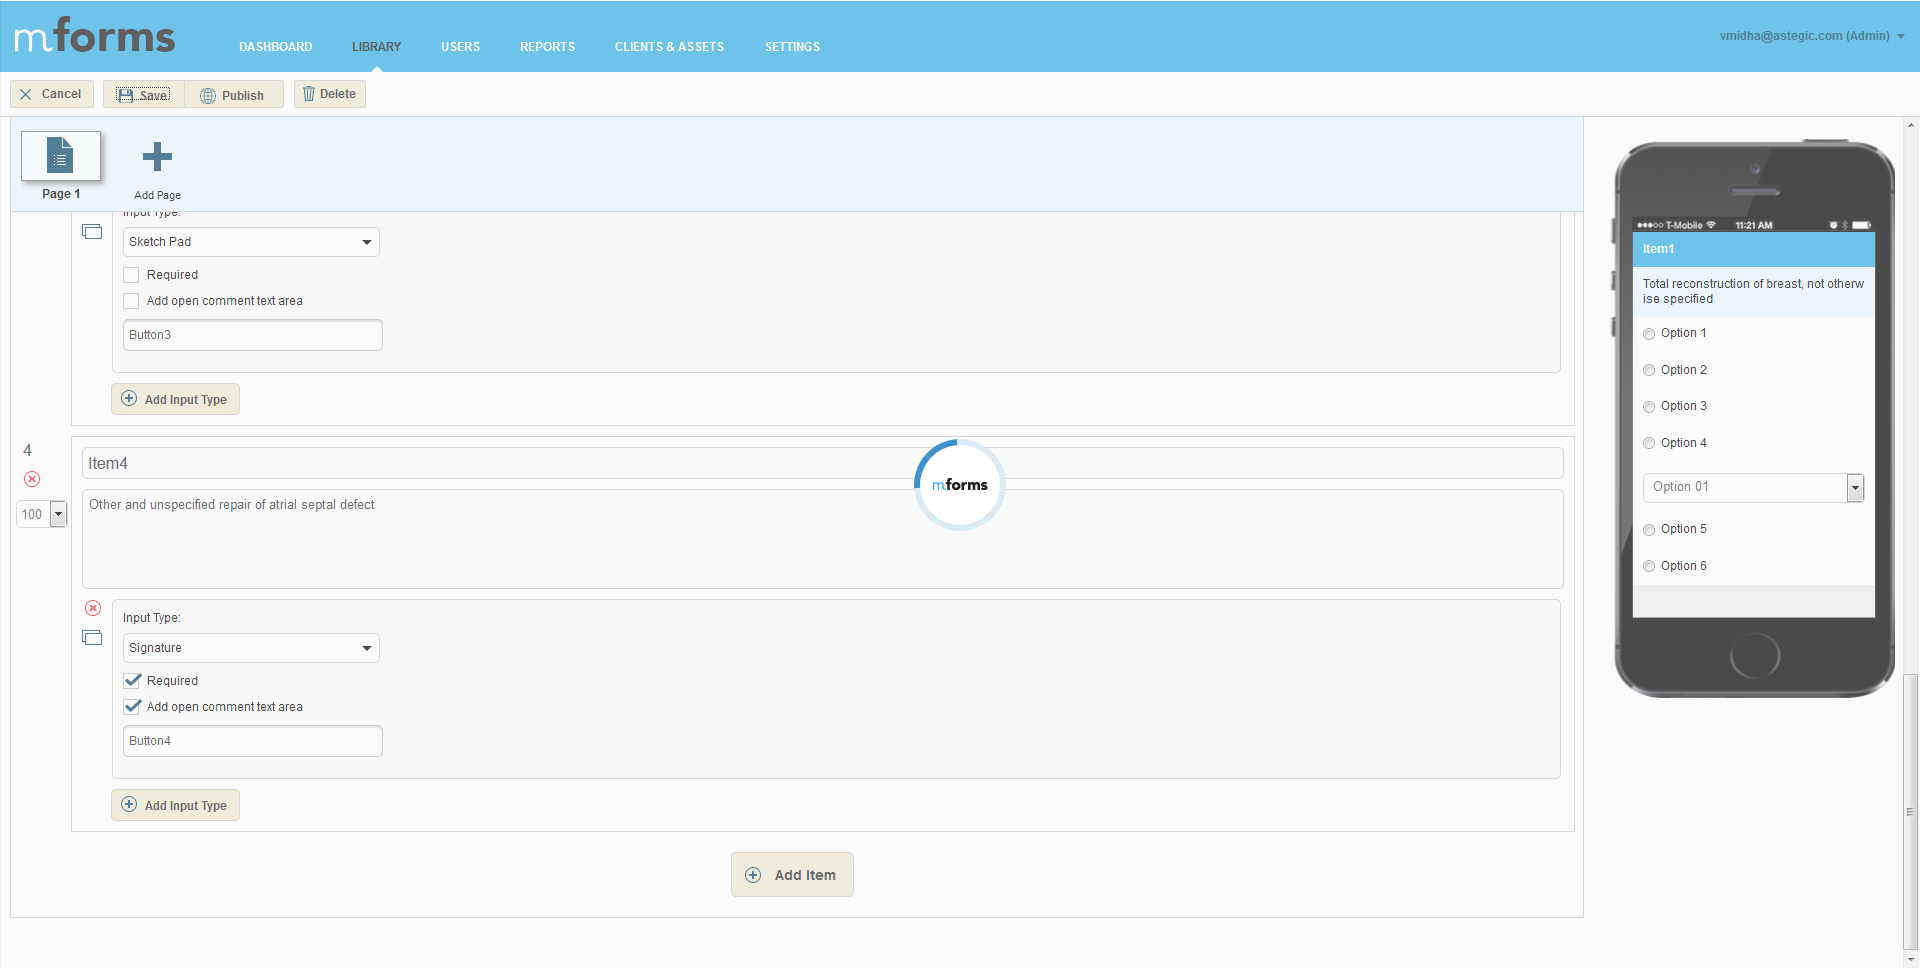 mforms
DASHBOARD LIBRARY USERS REPORTS CLIENTS & ASSETS SETTINGS
vmidha@astegic.com (Admin)
Cancel Save Publish Delete
Page 1
Add Page
Input Type:
Sketch Pad
Required
Add open comment text area
Button3
Add Input Type
4
Item4
100
Other and unspecified repair of atrial septal defect
mforms
Input Type:
Signature
Required
Add open comment text area
Button4
Add Input Type
Add Item
T-Mobile 11:21 AM
Item1
Total reconstruction of breast, not otherw
ise specified
Option 1
Option 2
Option 3
Option 4
Option 01
Option 5
Option 6